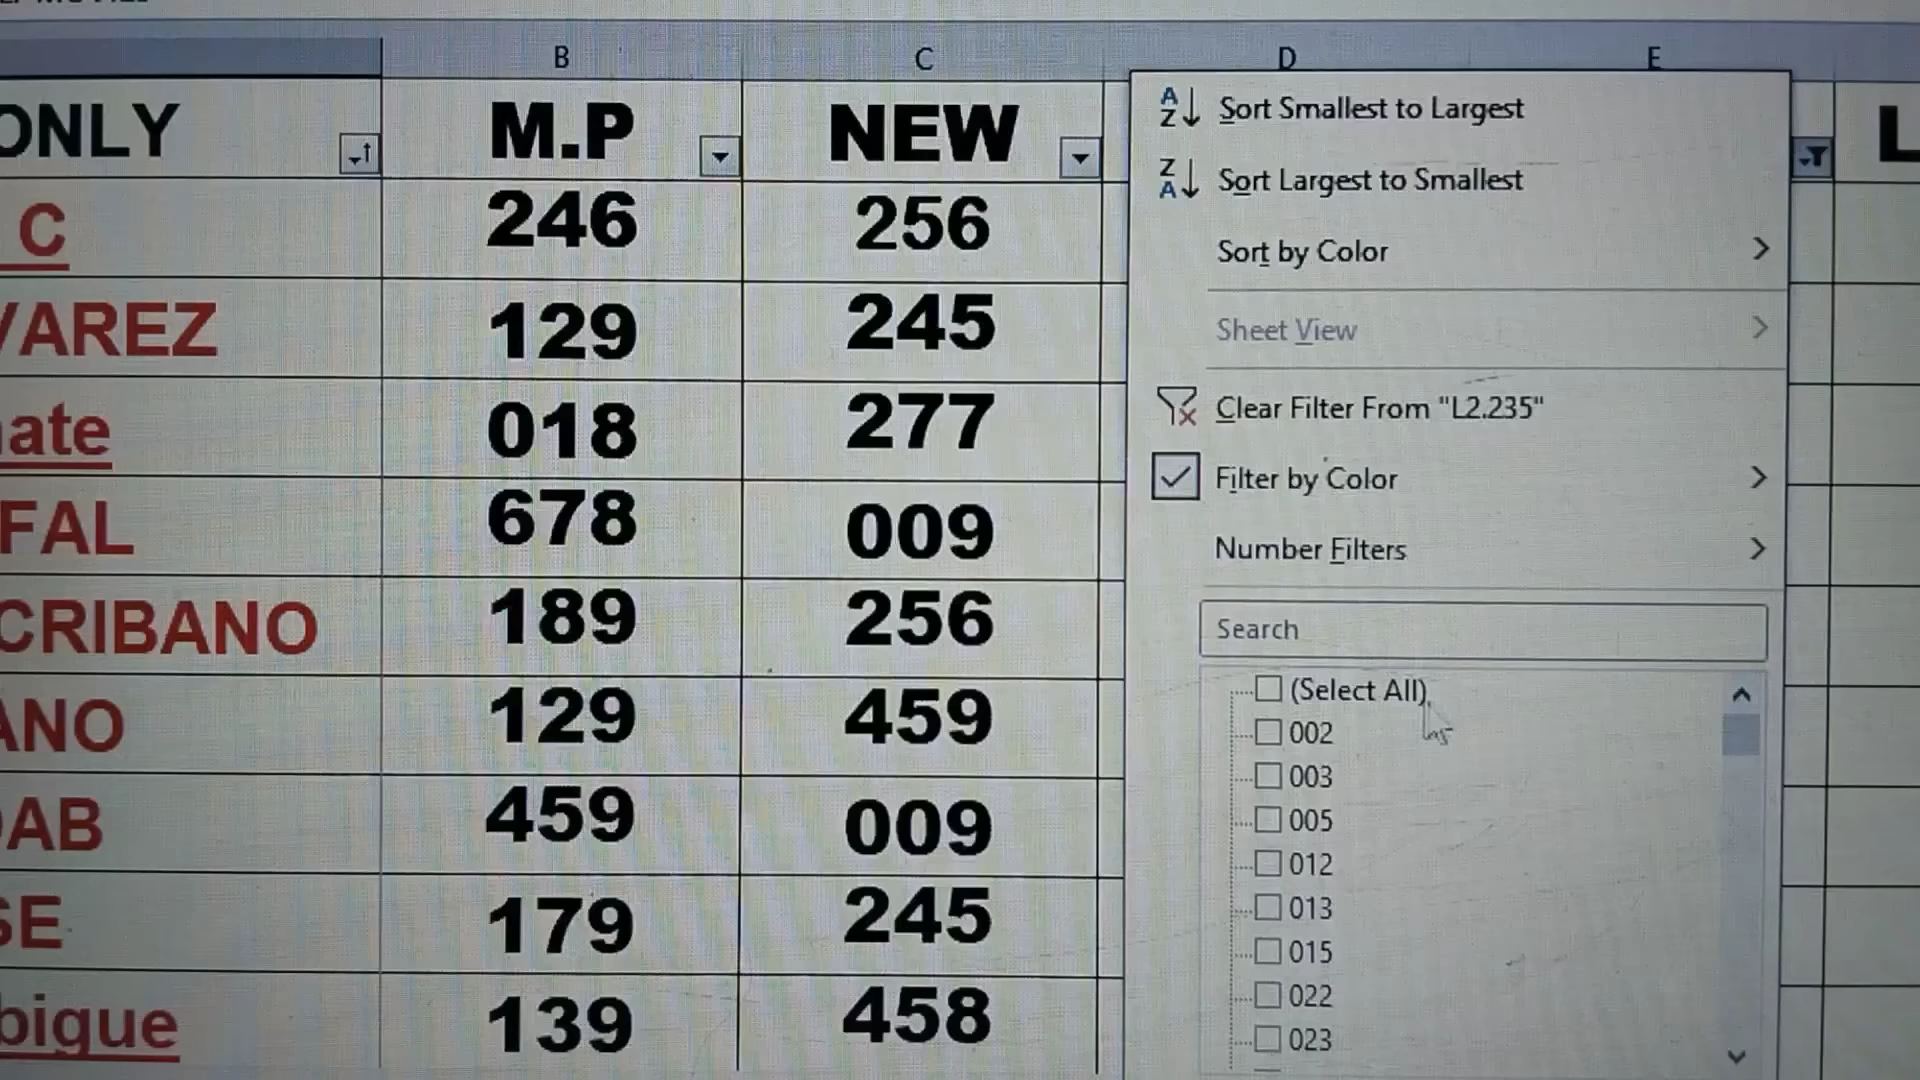 B C D E
ONLY M.P NEW L
C 246 256
VAREZ 129 245
ate 018 277
FAL 678 009
CRIBANO 189 256
ANO 129 459
DAB 459 009
SE 179 245
bigue 139 458
Sort Smallest to Largest
Sort Largest to Smallest
Sort by Color
Sheet View
Clear Filter From "L2.235"
Filter by Color
Number Filters
Search
(Select All)
002
003
005
012
013
015
022
023